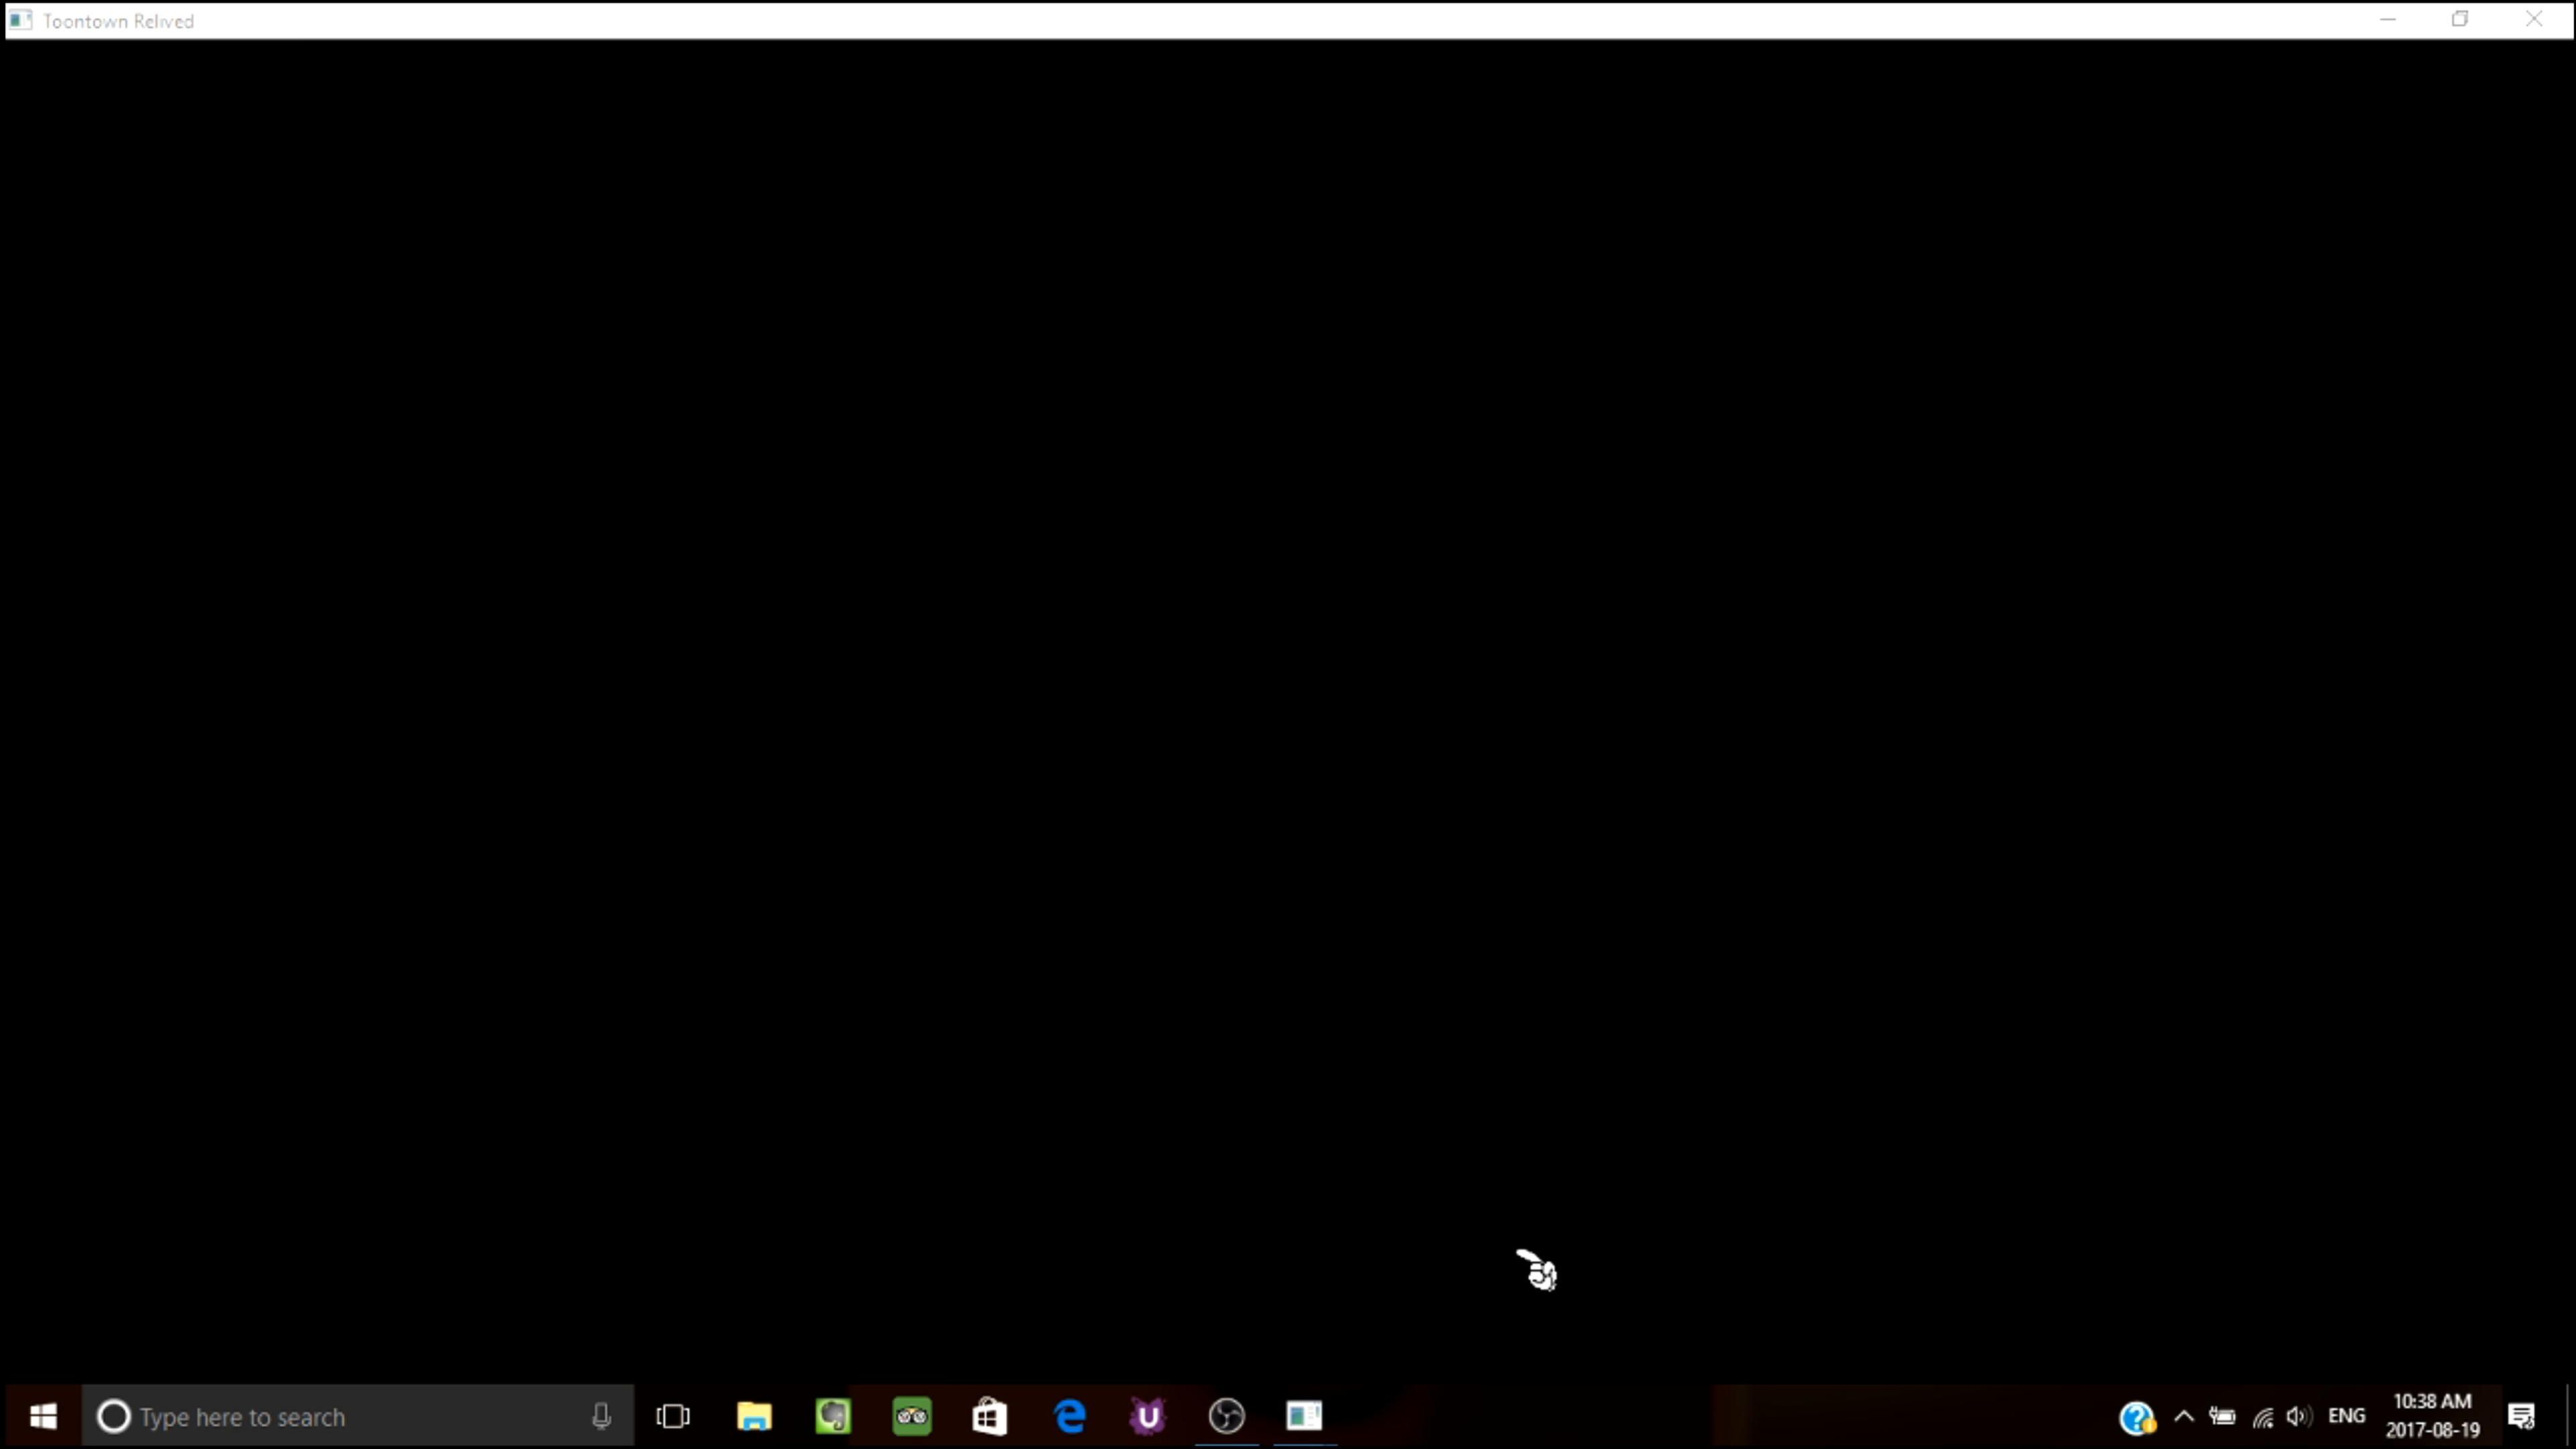 Toontown Relived
Type here to search
U
ENG
10:38 AM
2017-08-19